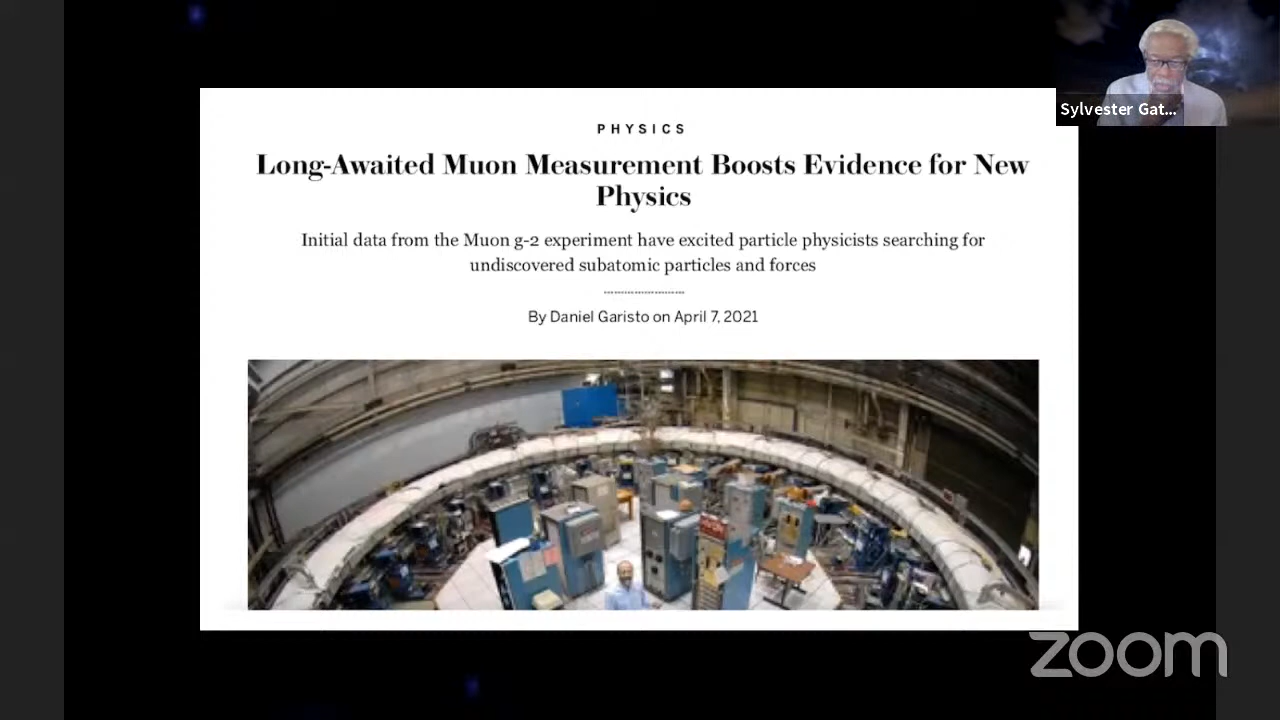 Sylvester Gat...
PHYSICS
Long-Awaited Muon Measurement Boosts Evidence for New
Physics
Initial data from the Muon g-2 experiment have excited particle physicists searching for
undiscovered subatomic particles and forces
By Daniel Garisto on April 7, 2021
zoom